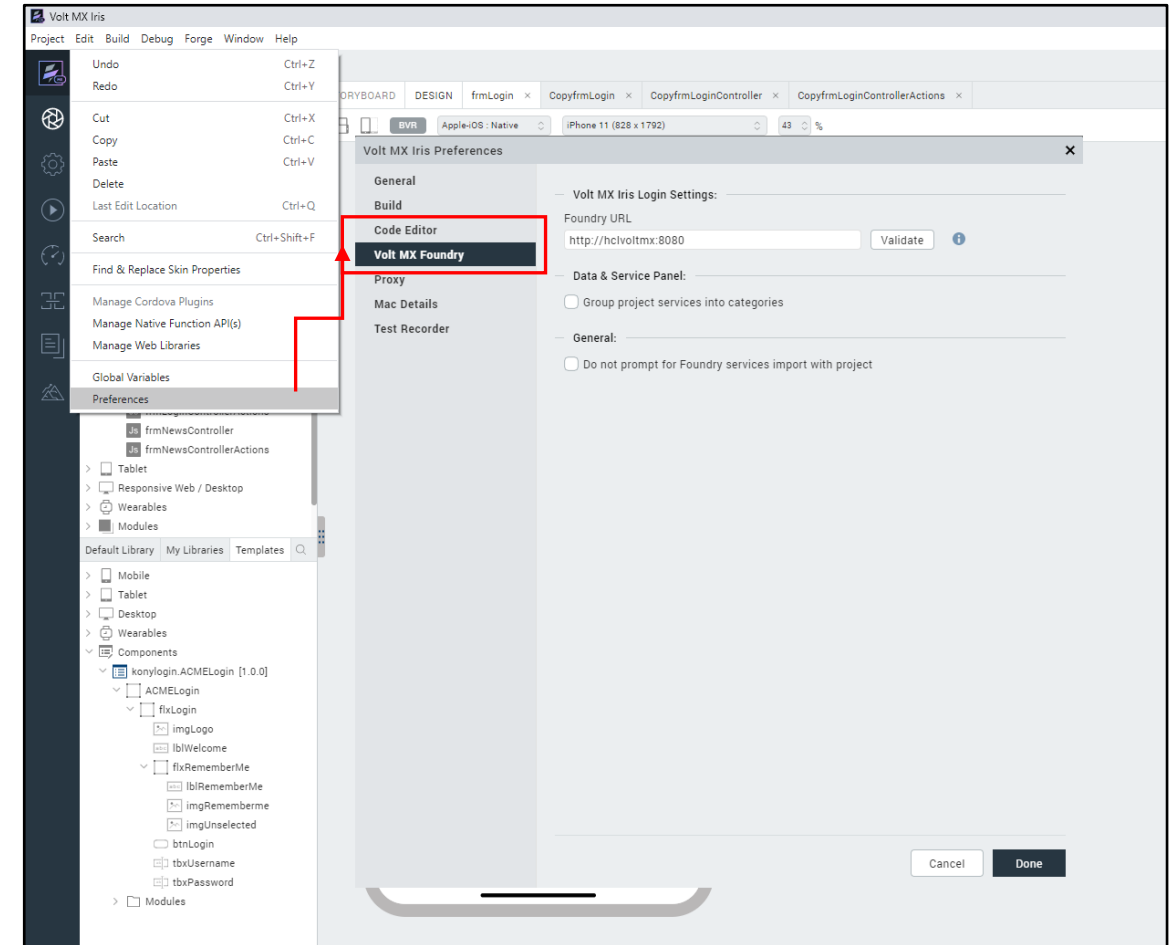 Volt MX Iris
Project Edit Build Debug Forge Window Help
Undo Ctrl+Z
Redo Ctrl+Y
Cut Ctrl+X
Copy Ctrl+C
Paste Ctrl+V
Delete
Last Edit Location Ctrl+Q
Search Ctrl+Shift+F
Find & Replace Skin Properties
Manage Cordova Plugins
Manage Native Function API(s)
Manage Web Libraries
Global Variables
Preferences
ORYBOARD DESIGN frmLogin × CopyfrmLogin × CopyfrmLoginController × CopyfrmLoginControllerActions ×
BVR Apple-iOS : Native iPhone 11 (828 x 1792) 43 %
Volt MX Iris Preferences
General
Build
Code Editor
Volt MX Foundry
Proxy
Mac Details
Test Recorder
Volt MX Iris Login Settings:
Foundry URL
http://hclvoltmx:8080 Validate
Data & Service Panel:
Group project services into categories
General:
Do not prompt for Foundry services import with project
Cancel Done
Js frmNewsController
Js frmNewsControllerActions
Tablet
Responsive Web / Desktop
Wearables
Modules
Default Library My Libraries Templates
Mobile
Tablet
Desktop
Wearables
Components
konylogin.ACMELogin [1.0.0]
ACMELogin
flxLogin
imgLogo
lblWelcome
flxRememberMe
lblRememberMe
imgRememberme
imgUnselected
btnLogin
tbxUsername
tbxPassword
Modules